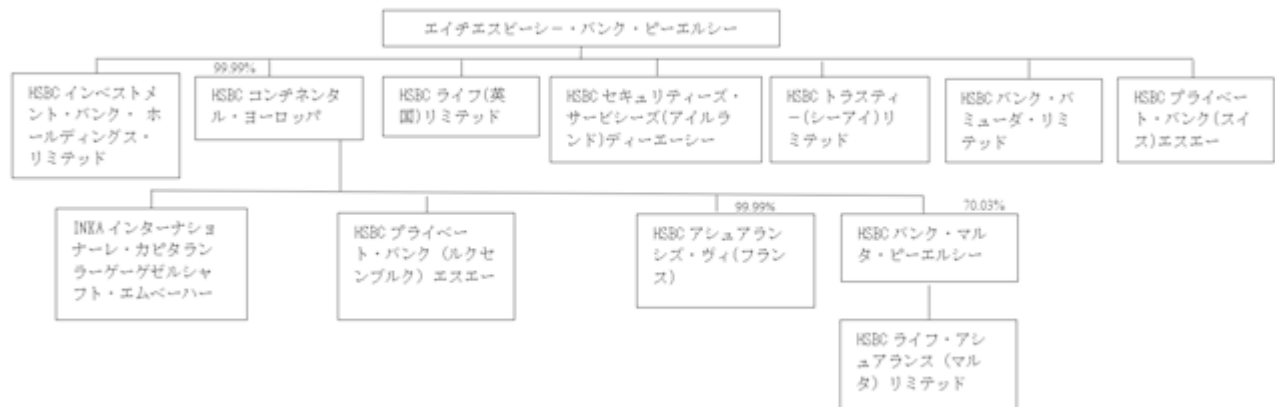 エイチエスビーシー・バンク・ピーエルシー
99.99%
HSBC インベストメ
ント・バンク・ ホ
ールディングス・
リミテッド
HSBC コンチネンタ
ル・ヨーロッパ
HSBC ライフ(英
国)リミテッド
HSBC セキュリティーズ・
サービシーズ(アイルラ
ンド)ディーエーシー
HSBC トラスティ
ー(シーアイ)リ
ミテッド
HSBC バンク・バ
ミューダ・リミ
テッド
HSBC プライベー
ト・バンク(スイ
ス)エスエー
99.99%
70.03%
INKA インターナショ
ナーレ・カピタラン
ラーゲーゲゼルシャ
フト・エムベーハー
HSBC プライベー
ト・バンク（ルクセ
ンブルク）エスエー
HSBC アシュアラン
シズ・ヴィ(フラン
ス)
HSBC バンク・マル
タ・ピーエルシー
HSBC ライフ・アシ
ュアランス（マル
タ）リミテッド